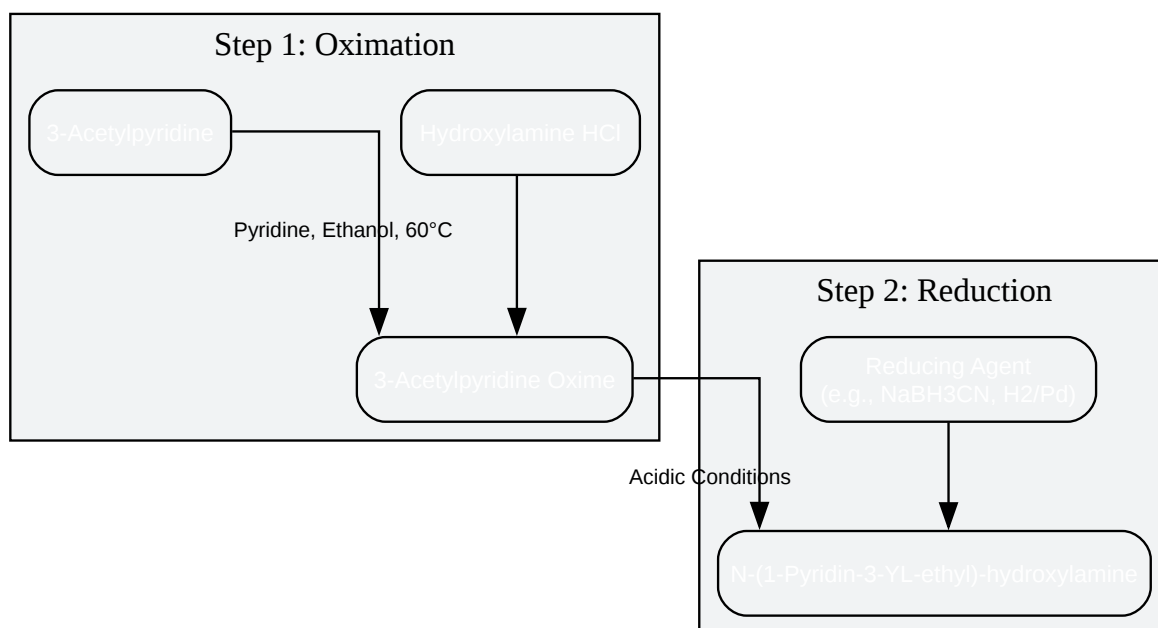 Step 1: Oximation
3-Acetylpyridine
Hydroxylamine HCl
Pyridine, Ethanol, 60°C
3-Acetylpyridine Oxime
Step 2: Reduction
Reducing Agent
(e.g., NaBH3CN, H2/Pd)
Acidic Conditions
N-(1-Pyridin-3-YL-ethyl)-hydroxylamine